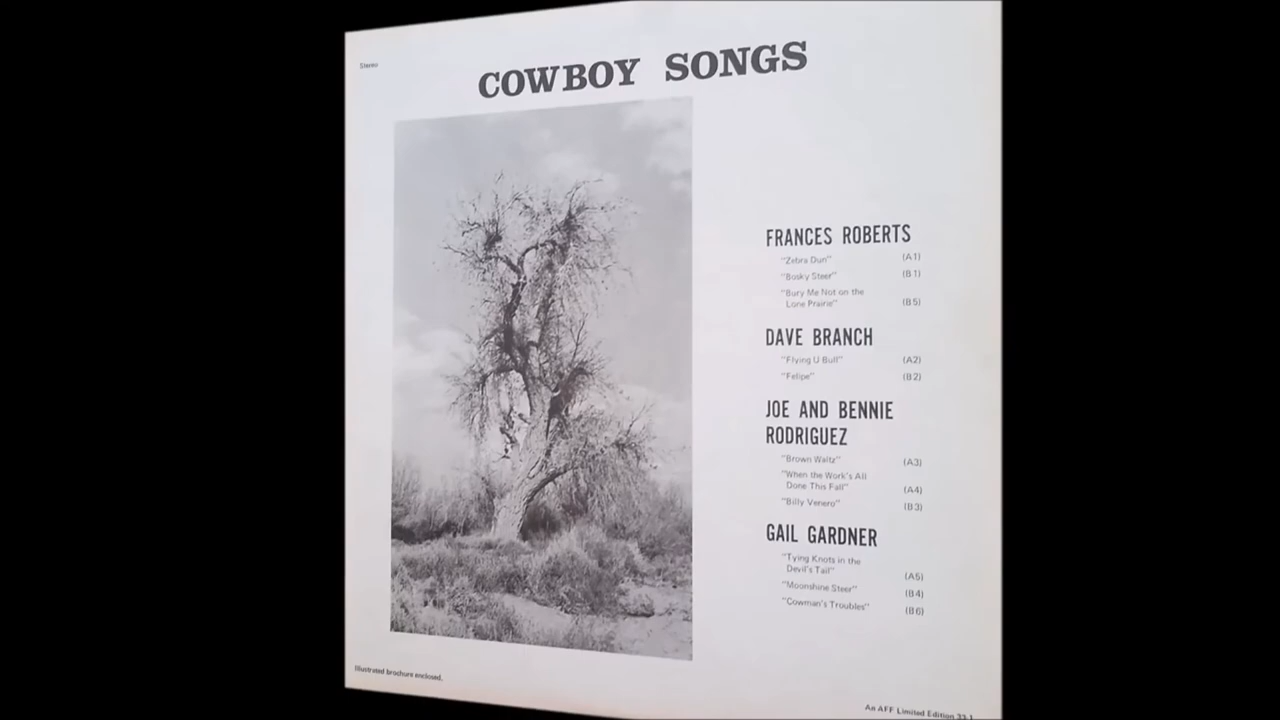 Stereo
COWBOY SONGS
FRANCES ROBERTS
"Zebra Dun" (A1)
"Busky Steer" (B1)
"Bury Me Not on the
Lone Prairie" (B5)
DAVE BRANCH
"Flying U Bull" (A2)
"Felipe" (B2)
JOE AND BENNIE
RODRIGUEZ
"Brown Waltz" (A3)
"When the Work's All
Done This Fall" (A4)
"Billy Venero" (B3)
GAIL GARDNER
"Tying Knots in the
Devil's Tail" (A5)
"Moonshine Steer" (B4)
"Cowman's Troubles" (B6)
Illustrated brochure enclosed.
An AFF Limited Edition 33-1